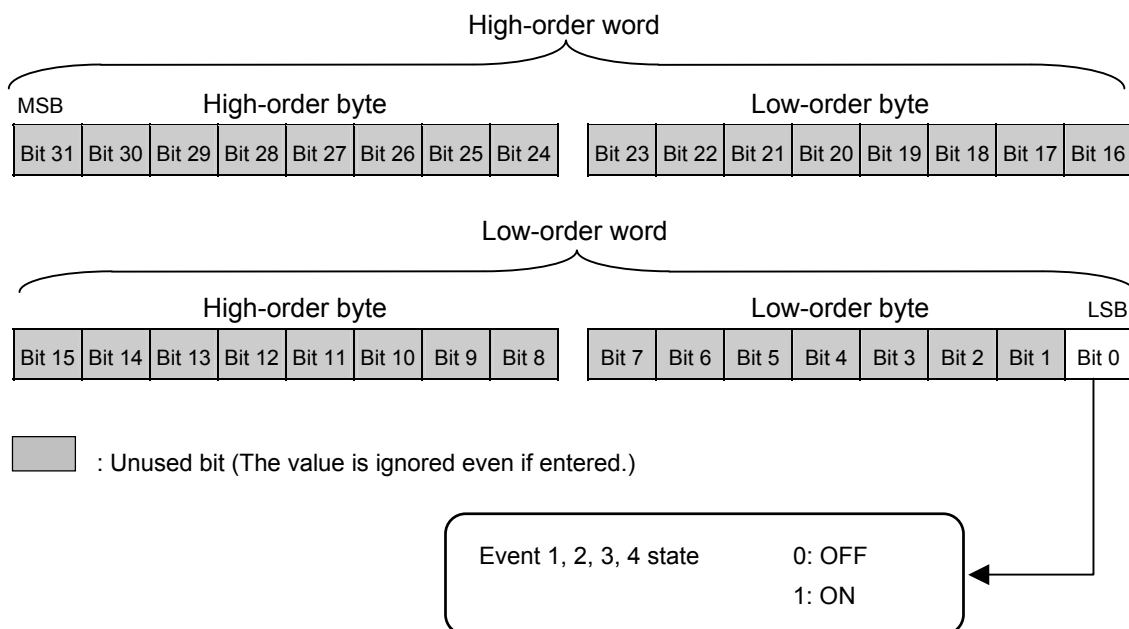 High-order word
MSB High-order byte Low-order byte
Bit 31 Bit 30 Bit 29 Bit 28 Bit 27 Bit 26 Bit 25 Bit 24 Bit 23 Bit 22 Bit 21 Bit 20 Bit 19 Bit 18 Bit 17 Bit 16
Low-order word
High-order byte Low-order byte LSB
Bit 15 Bit 14 Bit 13 Bit 12 Bit 11 Bit 10 Bit 9 Bit 8 Bit 7 Bit 6 Bit 5 Bit 4 Bit 3 Bit 2 Bit 1 Bit 0
: Unused bit (The value is ignored even if entered.)
Event 1, 2, 3, 4 state 0: OFF
1: ON